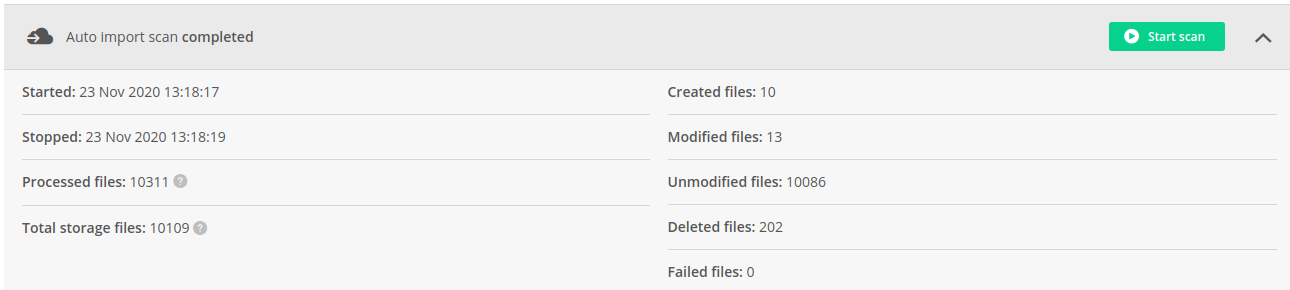 Auto import scan completed
Start scan
Started: 23 Nov 2020 13:18:17
Stopped: 23 Nov 2020 13:18:19
Processed files: 10311 ?
Total storage files: 10109 ?
Created files: 10
Modified files: 13
Unmodified files: 10086
Deleted files: 202
Failed files: 0